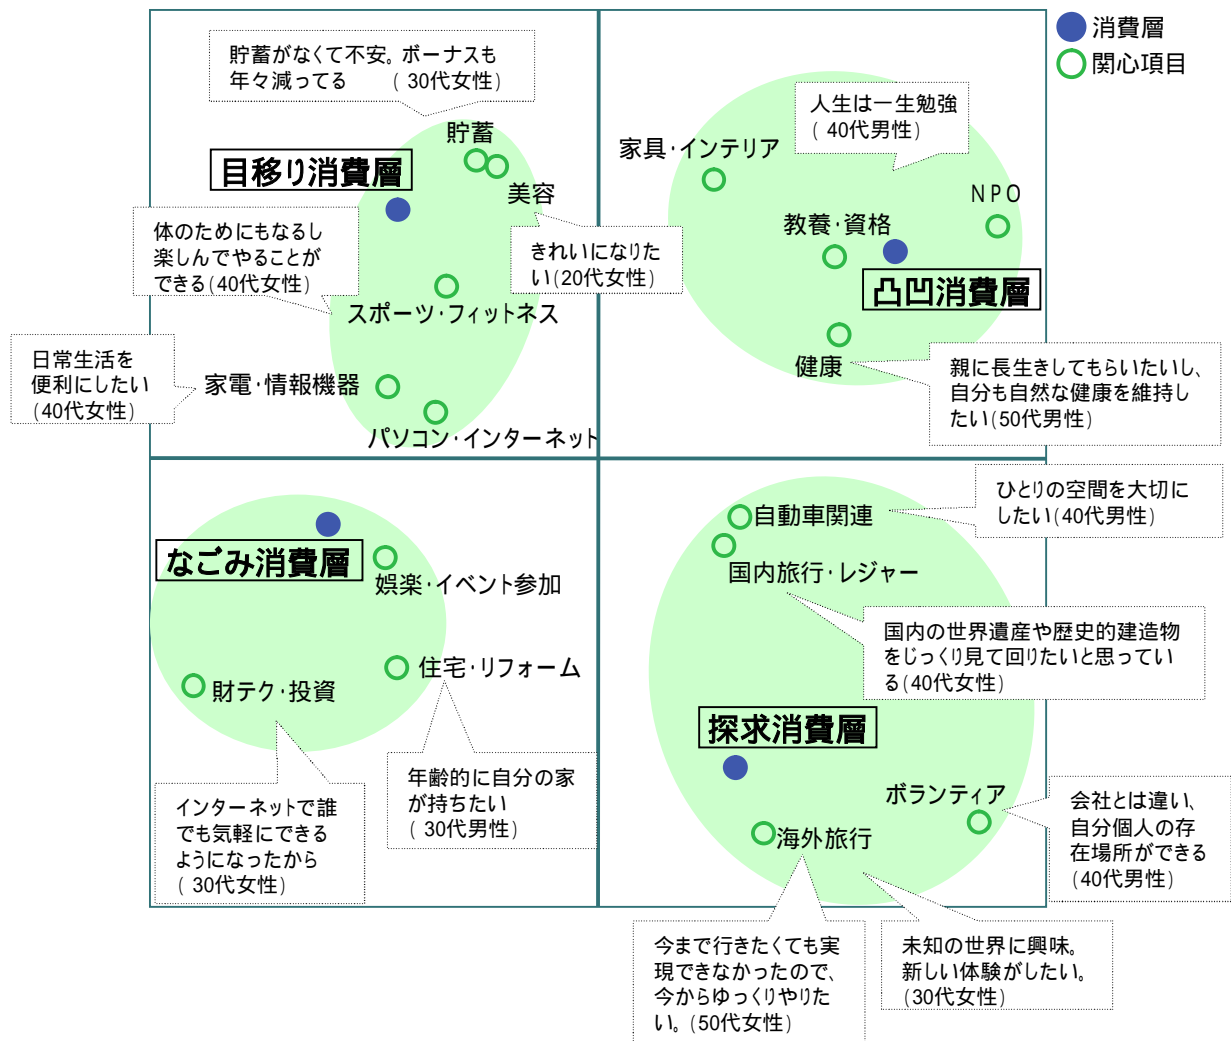 消費層
関心項目
貯蓄がなくて不安。ボーナスも
年々減ってる (30代女性)
貯蓄
目移り消費層
美容
体のためにもなるし
楽しんでやることが
できる(40代女性)
きれいになりた
い(20代女性)
スポーツ・フィットネス
日常生活を
便利にしたい
(40代女性)
家電・情報機器
パソコン・インターネット
人生は一生勉強
(40代男性)
家具・インテリア
NPO
教養・資格
凸凹消費層
健康
親に長生きしてもらいたいし、
自分も自然な健康を維持し
たい(50代男性)
なごみ消費層
娯楽・イベント参加
住宅・リフォーム
財テク・投資
年齢的に自分の家
が持ちたい
(30代男性)
インターネットで誰
でも気軽にできる
ようになったから
(30代女性)
ひとりの空間を大切に
したい(40代男性)
自動車関連
国内旅行・レジャー
国内の世界遺産や歴史的建造物
をじっくり見て回りたいと思ってい
る(40代女性)
探求消費層
ボランティア
海外旅行
会社とは違い、
自分個人の存
在場所ができる
(40代男性)
今まで行きたくても実
現できなかったので、
今からゆっくりやりた
い。(50代女性)
未知の世界に興味。
新しい体験がしたい。
(30代女性)